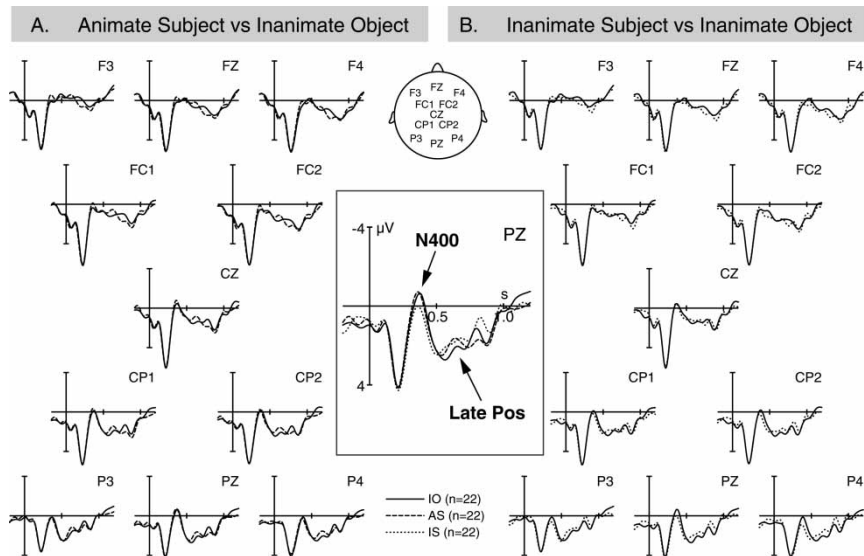 A. Animate Subject vs Inanimate Object
B. Inanimate Subject vs Inanimate Object
F3 FZ F4
FC1 FC2
CZ
CP1 CP2
P3 PZ P4
F3 FZ F4
FC1 FC2
CZ
CP1 CP2
P3 PZ P4
-4 µV
PZ
N400
s
0.5 1.0
4
Late Pos
IO (n=22)
AS (n=22)
IS (n=22)
F3 FZ F4
FC1 FC2
CZ
CP1 CP2
P3 PZ P4